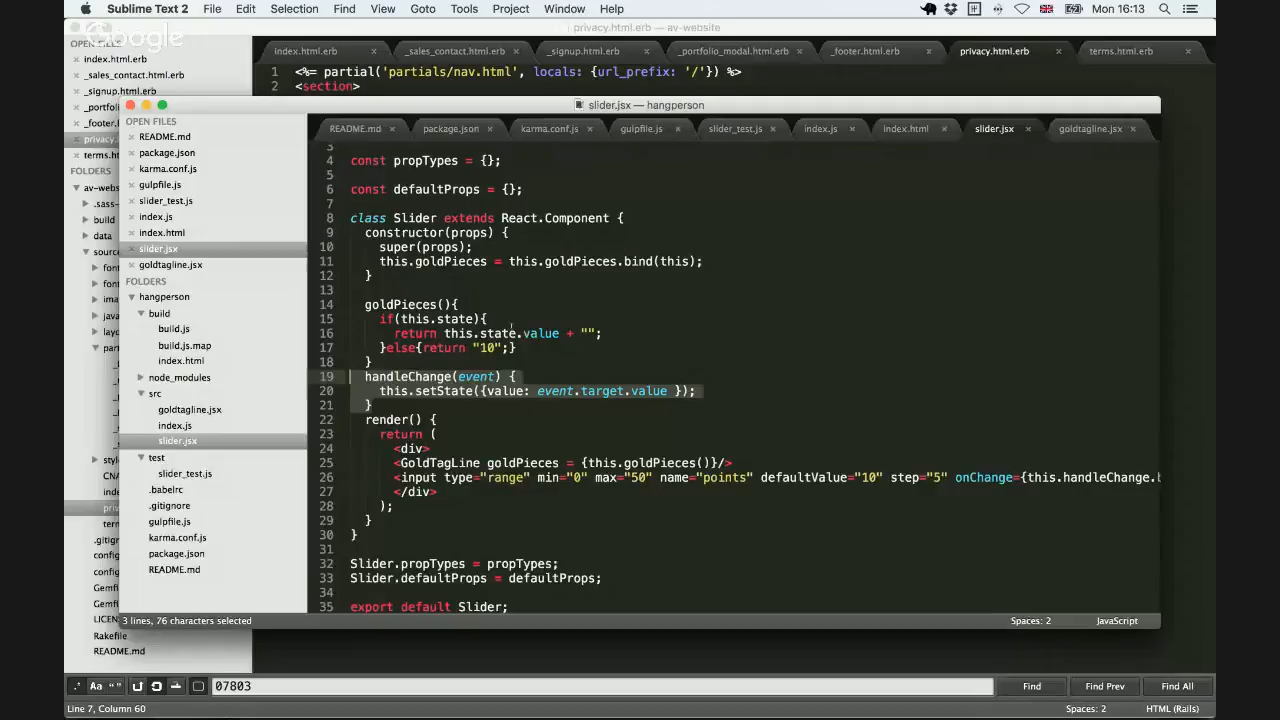 Sublime Text 2 File Edit Selection Find View Goto Tools Project Window Help Mon 16:13
privacy.html.erb — av-website
Google
OPEN FILES
index.html.erb
_sales_contact.html.erb
_signup.html.erb
_portfo
_footer
privacy.
terms.ht
FOLDERS
av-webs
.sass-
build
data
sourc
fon
ima
java
layo
part
style
CNA
inde
priv
tern
.gitig
config
config
Gemf
Gemf
LICEN
Rakefile
README.md
index.html.erb _sales_contact.html.erb _signup.html.erb _portfolio_modal.html.erb _footer.html.erb privacy.html.erb terms.html.erb
1 <%= partial('partials/nav.html', locals: {url_prefix: '/'}) %>
2 <section>
slider.jsx — hangperson
OPEN FILES
README.md
package.json
karma.conf.js
gulpfile.js
slider_test.js
index.js
index.html
slider.jsx
goldtagline.jsx
FOLDERS
hangperson
build
build.js
build.js.map
index.html
node_modules
src
goldtagline.jsx
index.js
slider.jsx
test
slider_test.js
.babelrc
.gitignore
gulpfile.js
karma.conf.js
package.json
README.md
README.md package.json karma.conf.js gulpfile.js slider_test.js index.js index.html slider.jsx goldtagline.jsx
3
4 const propTypes = {};
5
6 const defaultProps = {};
7
8 class Slider extends React.Component {
9 constructor(props) {
10 super(props);
11 this.goldPieces = this.goldPieces.bind(this);
12 }
13
14 goldPieces(){
15 if(this.state){
16 return this.state.value + "";
17 }else{return "10";}
18 }
19 handleChange(event) {
20 this.setState({value: event.target.value });
21 }
22 render() {
23 return (
24 <div>
25 <GoldTagLine goldPieces = {this.goldPieces()}/>
26 <input type="range" min="0" max="50" name="points" defaultValue="10" step="5" onChange={this.handleChange.b
27 </div>
28 );
29 }
30 }
31
32 Slider.propTypes = propTypes;
33 Slider.defaultProps = defaultProps;
34
35 export default Slider;
3 lines, 76 characters selected Spaces: 2 JavaScript
.* Aa “ ” 07803 Find Find Prev Find All
Line 7, Column 60 Spaces: 2 HTML (Rails)